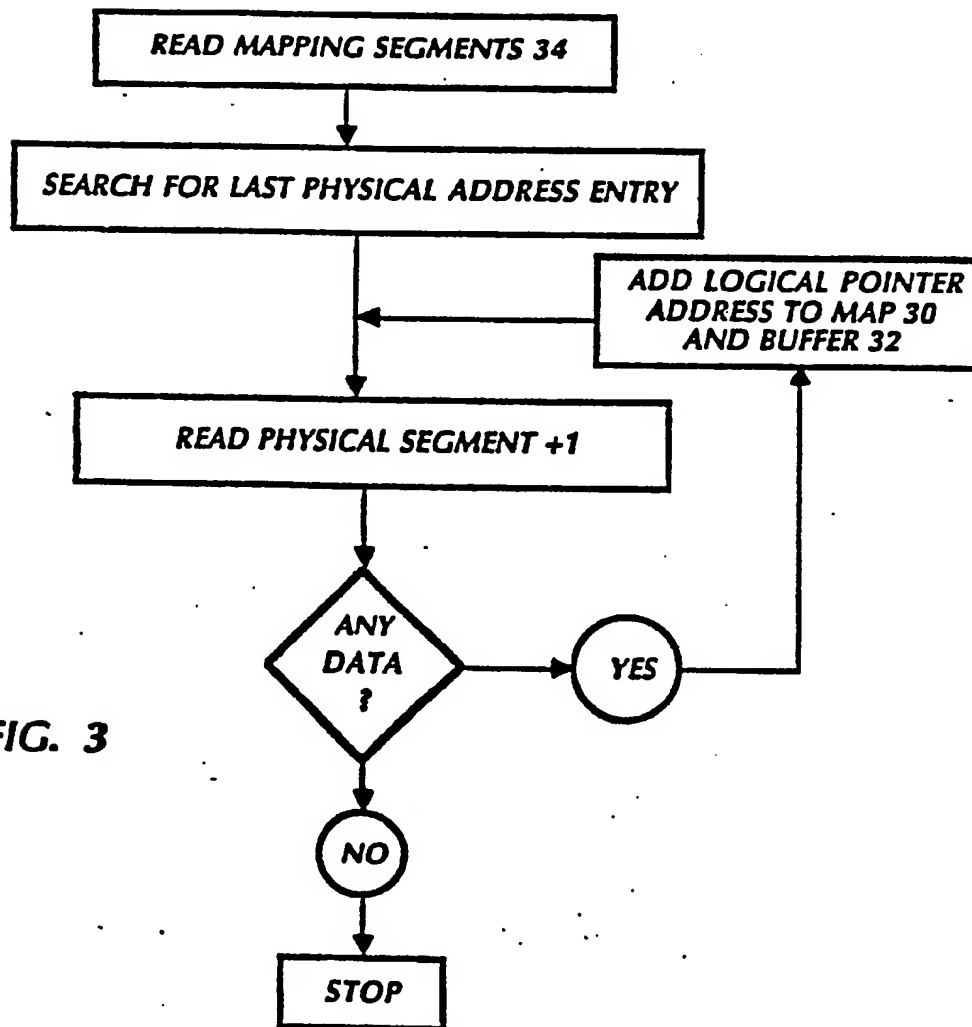 READ MAPPING SEGMENTS 34
SEARCH FOR LAST PHYSICAL ADDRESS ENTRY
ADD LOGICAL POINTER
ADDRESS TO MAP 30
AND BUFFER 32
READ PHYSICAL SEGMENT +1
ANY
DATA
?
YES
FIG. 3
NO
STOP